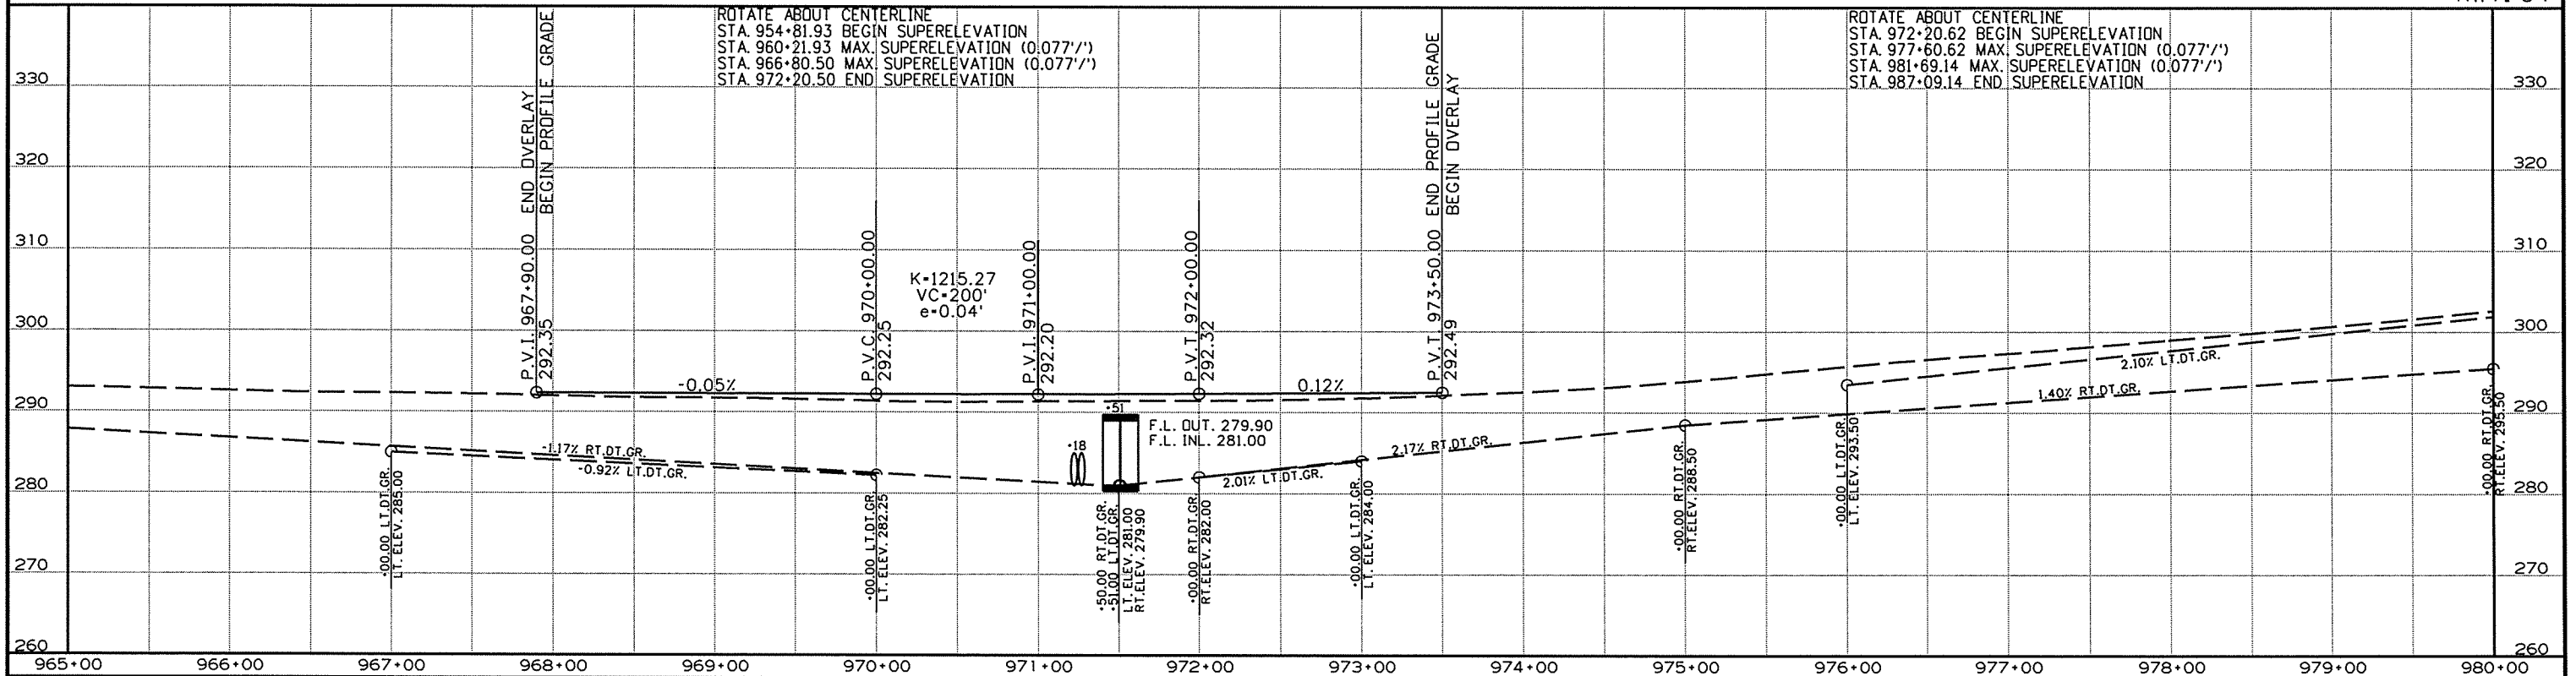 ROTATE ABOUT CENTERLINE
STA. 954+81.93 BEGIN SUPERELEVATION
STA. 960+21.93 MAX. SUPERELEVATION (0.077'/')
STA. 966+80.50 MAX. SUPERELEVATION (0.077'/')
STA. 972+20.50 END SUPERELEVATION
ROTATE ABOUT CENTERLINE
STA. 972+20.62 BEGIN SUPERELEVATION
STA. 977+60.62 MAX. SUPERELEVATION (0.077'/')
STA. 981+69.14 MAX. SUPERELEVATION (0.077'/')
STA. 987+09.14 END SUPERELEVATION
330
320
310
300
290
280
270
260
P.V.I. 967+90.00 END OVERLAY
292.35 BEGIN PROFILE GRADE
-0.05%
P.V.C. 970+00.00
292.25
K=1215.27
VC=200'
e=0.04'
P.V.I. 971+00.00
292.20
P.V.T. 972+00.00
292.32
0.12%
P.V.T. 973+50.00 END PROFILE GRADE
292.49 BEGIN OVERLAY
-1.17% RT.DT.GR.
-0.92% LT.DT.GR.
+18
+51
F.L. OUT. 279.90
F.L. INL. 281.00
2.01% LT.DT.GR.
2.17% RT.DT.GR.
2.10% LT.DT.GR.
1.40% RT.DT.GR.
+00.00 LT.DT.GR.
LT. ELEV. 285.00
+00.00 LT.DT.GR.
LT. ELEV. 282.25
+50.00 RT.DT.GR.
+51.00 LT.DT.GR.
LT. ELEV. 281.00
RT.ELEV. 279.90
+00.00 RT.DT.GR.
RT.ELEV. 282.00
+00.00 LT.DT.GR.
LT.ELEV. 284.00
+00.00 RT.DT.GR.
RT.ELEV. 288.50
+00.00 LT.DT.GR.
LT. ELEV. 293.50
+00.00 RT.DT.GR.
RT.ELEV. 295.50
330
320
310
300
290
280
270
260
965+00 966+00 967+00 968+00 969+00 970+00 971+00 972+00 973+00 974+00 975+00 976+00 977+00 978+00 979+00 980+00